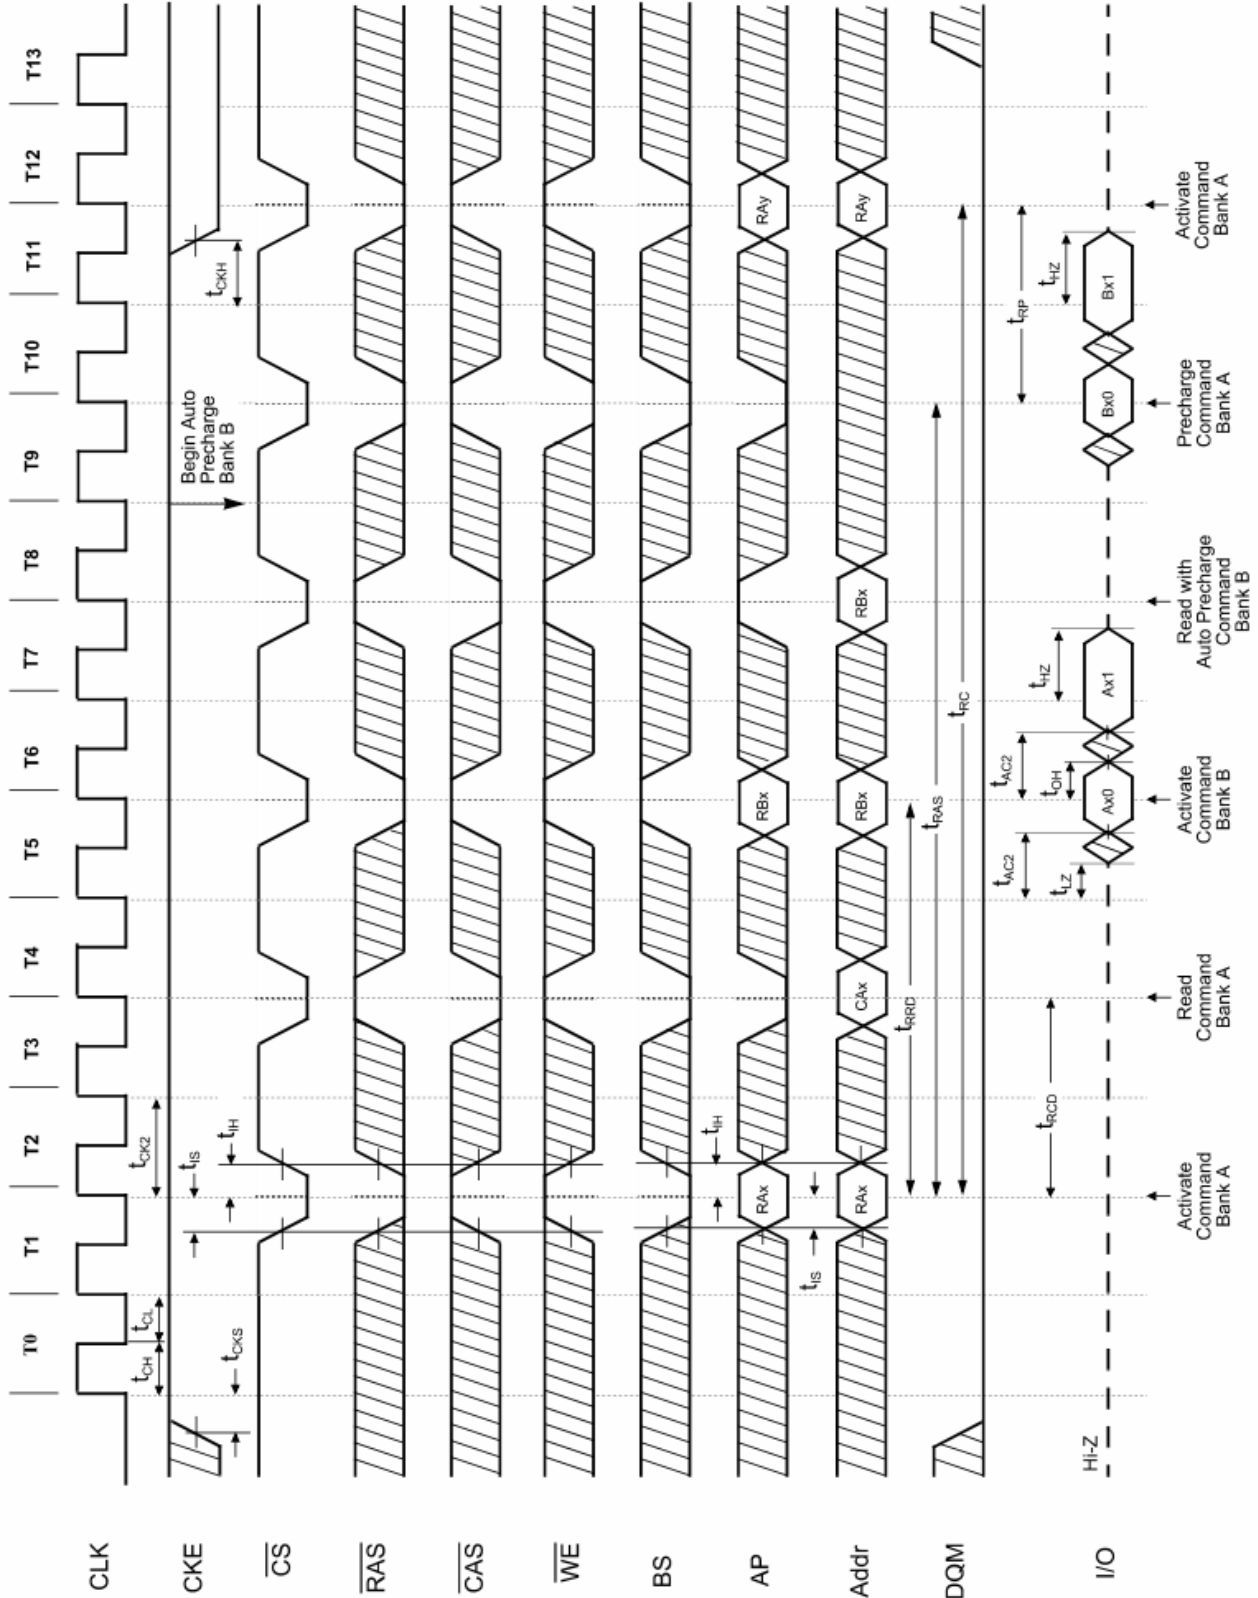 T0 T1 T2 T3 T4 T5 T6 T7 T8 T9 T10 T11 T12 T13
CLK
tCH
tCL
tCK2
CKE
tCKS
tIS
tIH
Begin Auto
Precharge
Bank B
tCKH
CS
RAS
CAS
WE
BS
tIH
AP
RAx RBx RAy
tIS
Addr
RAx CAx RBx RBx RAy
tRRD
tRAS
tRC
DQM
tRCD
tAC2
tAC2
tRP
tLZ
tOH
tHZ
tHZ
I/O
Hi-Z
Ax0 Ax1 Bx0 Bx1
Activate
Command
Bank A
Read
Command
Bank A
Activate
Command
Bank B
Read with
Auto Precharge
Command
Bank B
Precharge
Command
Bank A
Activate
Command
Bank A